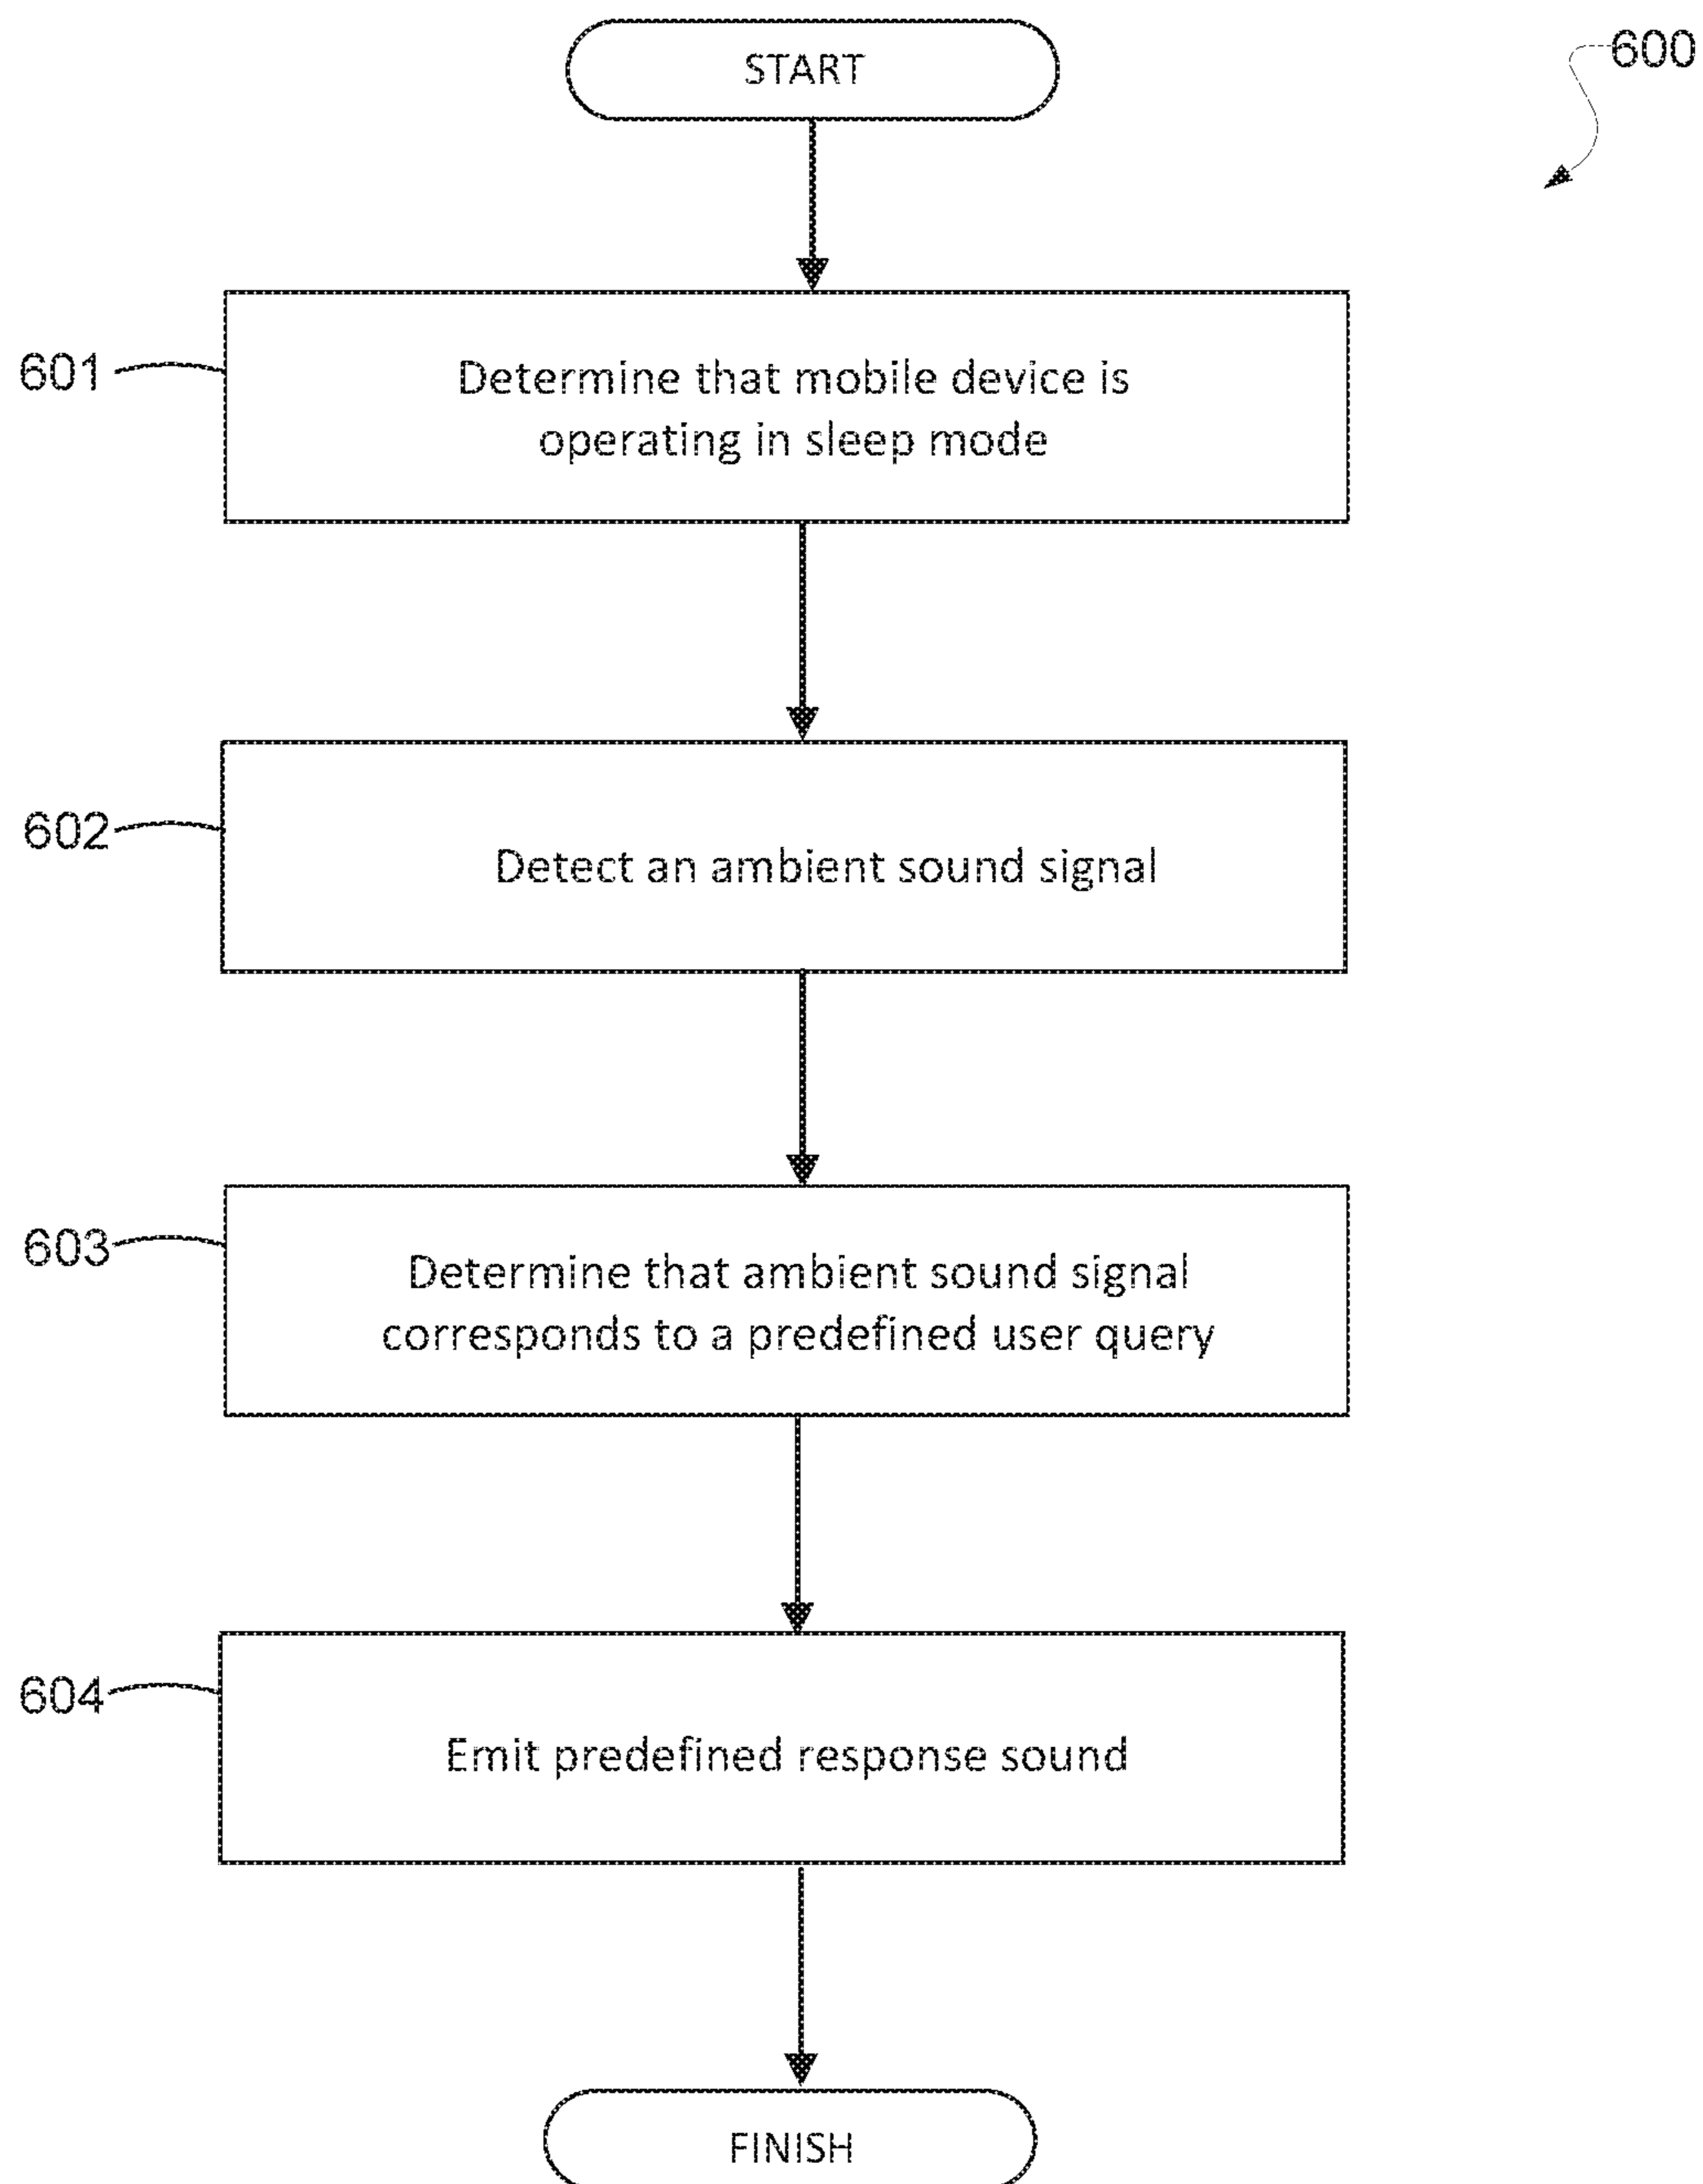 START
600
601
Determine that mobile device is
operating in sleep mode
602
Detect an ambient sound signal
603
Determine that ambient sound signal
corresponds to a predefined user query
604
Emit predefined response sound
FINISH